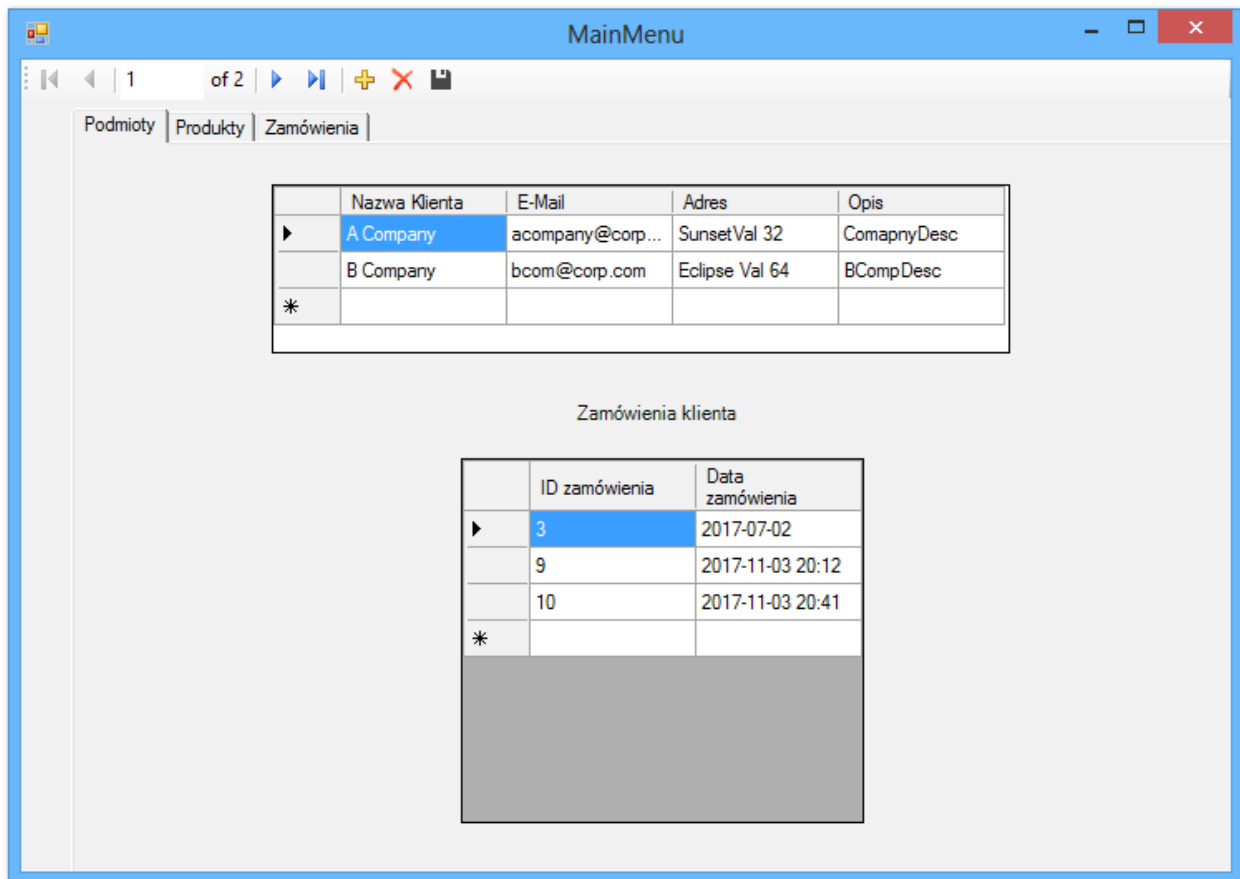 MainMenu
1 of 2
Podmioty Produkty Zamówienia
Nazwa Klienta E-Mail Adres Opis
A Company acompany@corp... SunsetVal 32 ComapnyDesc
B Company bcom@corp.com Eclipse Val 64 BCompDesc
Zamówienia klienta
ID zamówienia Data
zamówienia
3 2017-07-02
9 2017-11-03 20:12
10 2017-11-03 20:41